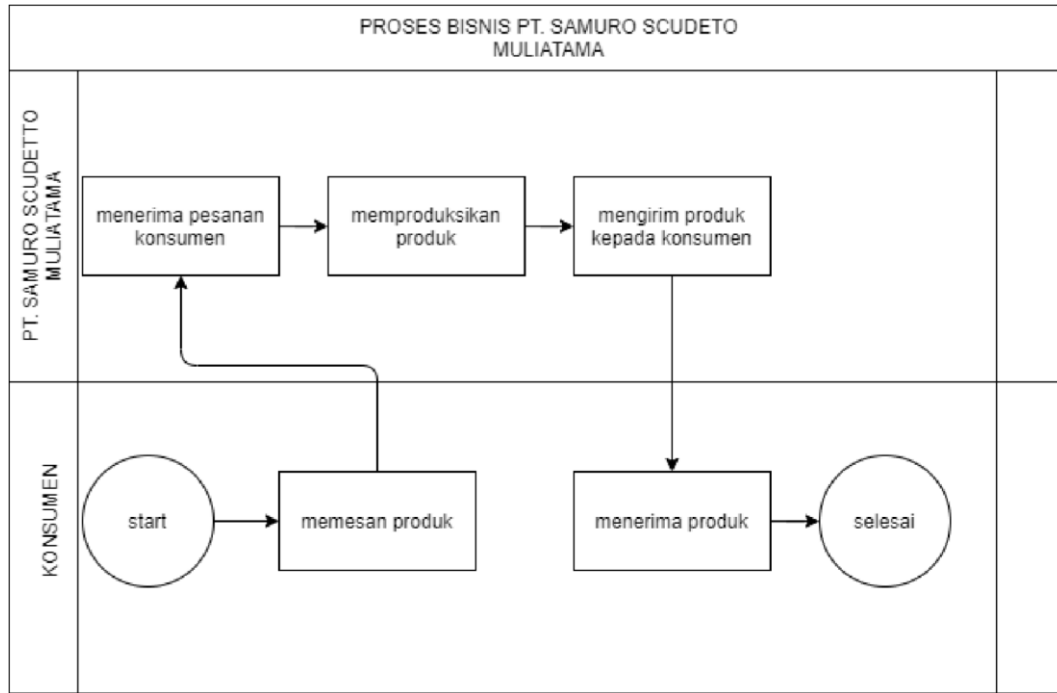 PROSES BISNIS PT. SAMURO SCUDETO
MULIATAMA
PT. SAMURO SCUDETTO
MULIATAMA
menerima pesanan
konsumen
memproduksikan
produk
mengirim produk
kepada konsumen
KONSUMEN
start
memesan produk
menerima produk
selesai